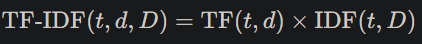 TF-IDF(t, d, D) = TF(t, d) × IDF(t, D)